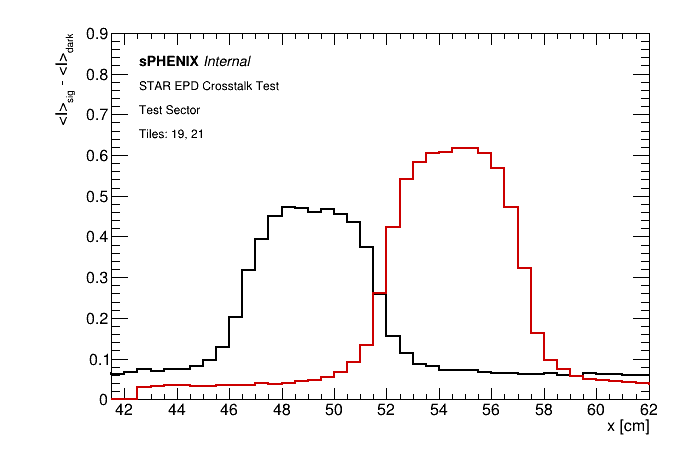 <I>sig - <I>dark
0.9
0.8
0.7
0.6
0.5
0.4
0.3
0.2
0.1
0
sPHENIX Internal
STAR EPD Crosstalk Test
Test Sector
Tiles: 19, 21
42 44 46 48 50 52 54 56 58 60 62
x [cm]